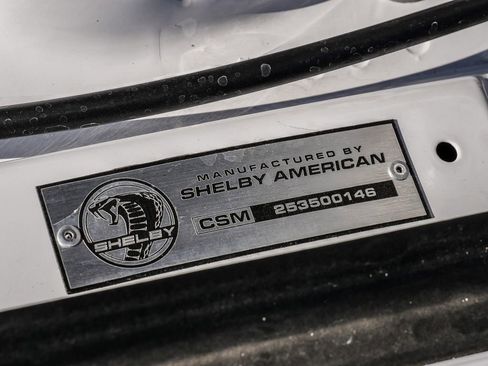 MANUFACTURED BY
SHELBY AMERICAN
CSM 253500146
SHELBY